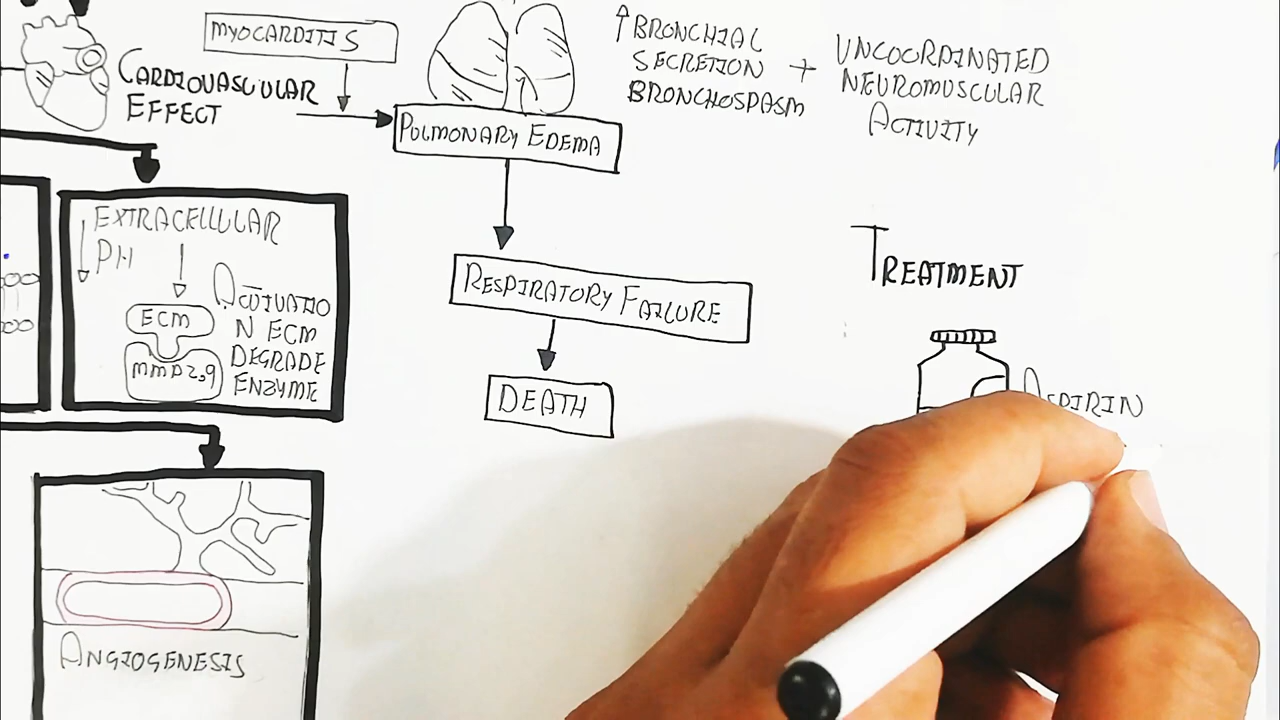 MYOCARDITIS
CARDIOVASCULAR
EFFECT
↑ BRONCHIAL
SECRETION
BRONCHOSPASM
+
UNCOORDINATED
NEUROMUSCULAR
ACTIVITY
PULMONARY EDEMA
↓ EXTRACELLULAR
PH
ECM
MMP2,9
ACTIVATIO
N ECM
DEGRADE
ENZYME
RESPIRATORY FAILURE
DEATH
TREATMENT
ASPIRIN
ANGIOGENESIS